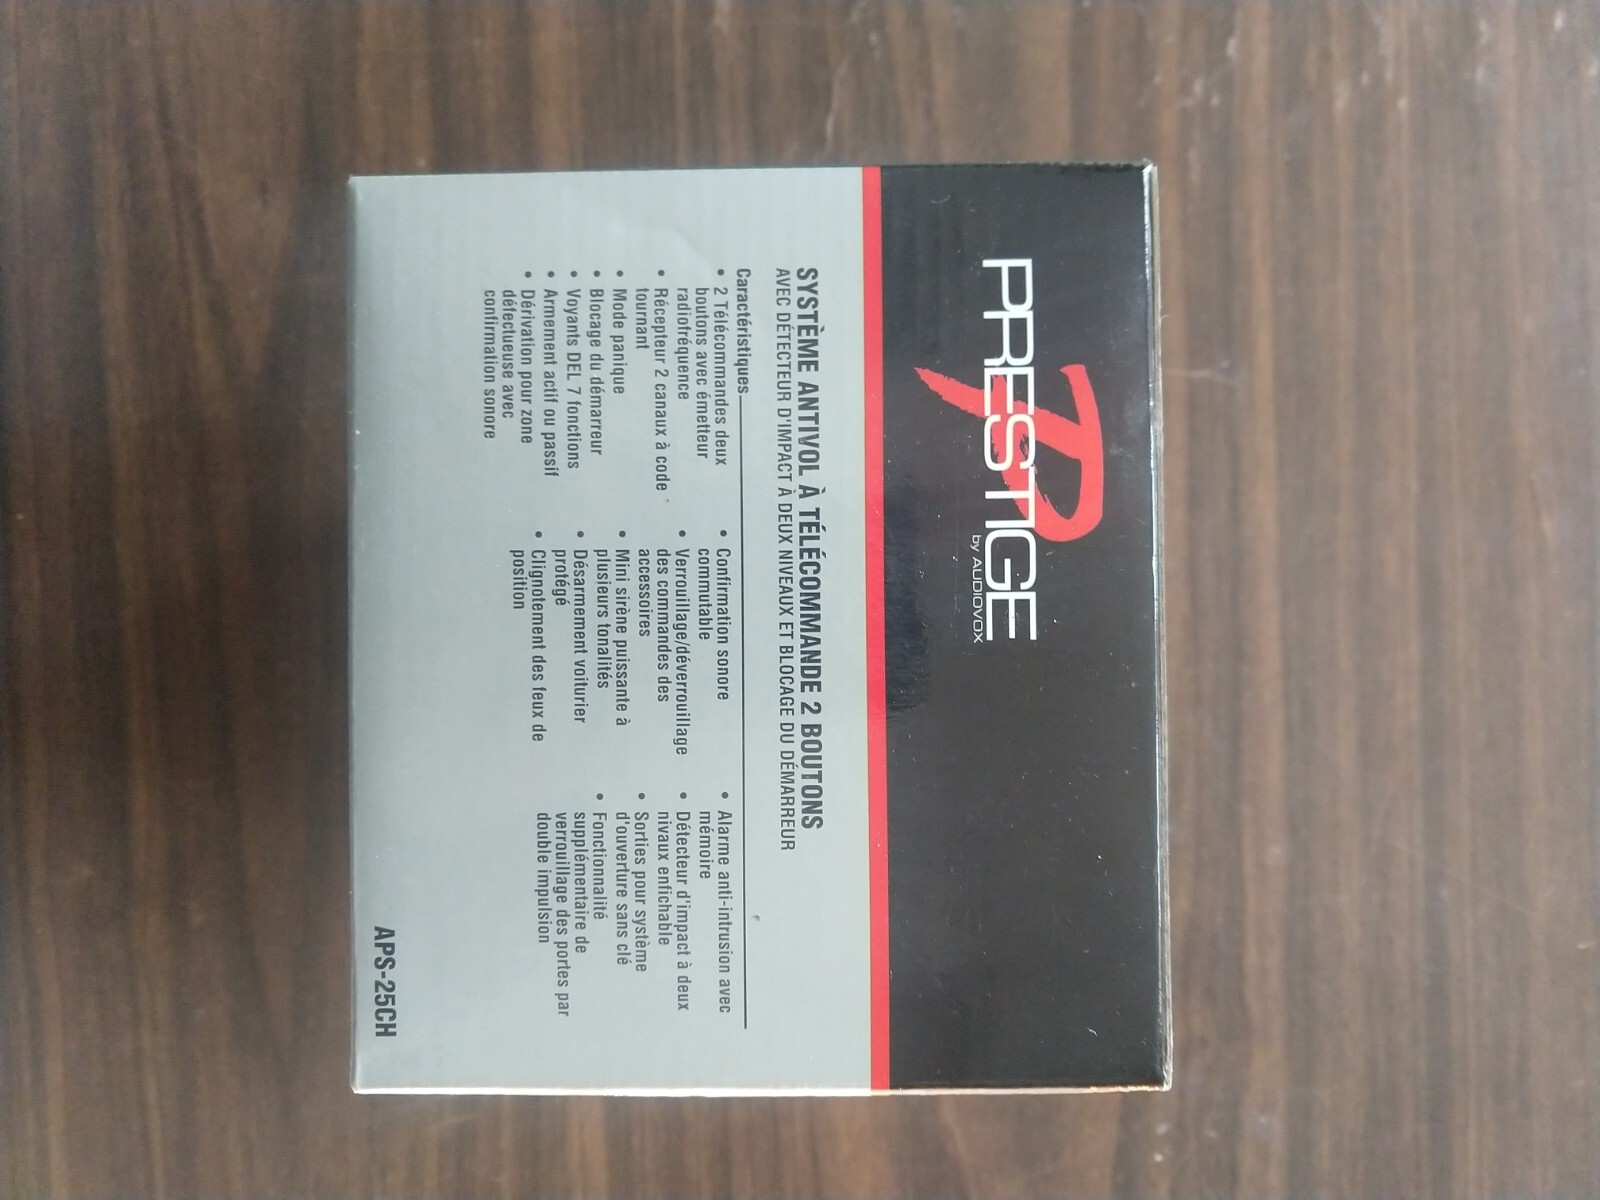 PRESTIGE
by AUDIOVOX
SYSTÈME ANTIVOL À TÉLÉCOMMANDE 2 BOUTONS
AVEC DÉTECTEUR D'IMPACT À DEUX NIVEAUX ET BLOCAGE DU DÉMARREUR
Caractéristiques
• 2 Télécommandes deux
boutons avec émetteur
radiofréquence
• Récepteur 2 canaux à code
tournant
• Mode panique
• Blocage du démarreur
• Voyants DEL 7 fonctions
• Armement actif ou passif
• Dérivation pour zone
défectueuse avec
confirmation sonore
• Confirmation sonore
commutable
• Verrouillage/déverrouillage
des commandes des
accessoires
• Mini sirène puissante à
plusieurs tonalités
• Désarmement voiturier
protégé
• Clignotement des feux de
position
• Alarme anti-intrusion avec
mémoire
• Détecteur d'impact à deux
nivaux enfichable
• Sorties pour système
d'ouverture sans clé
• Fonctionnalité
supplémentaire de
verrouillage des portes par
double impulsion
APS-25CH